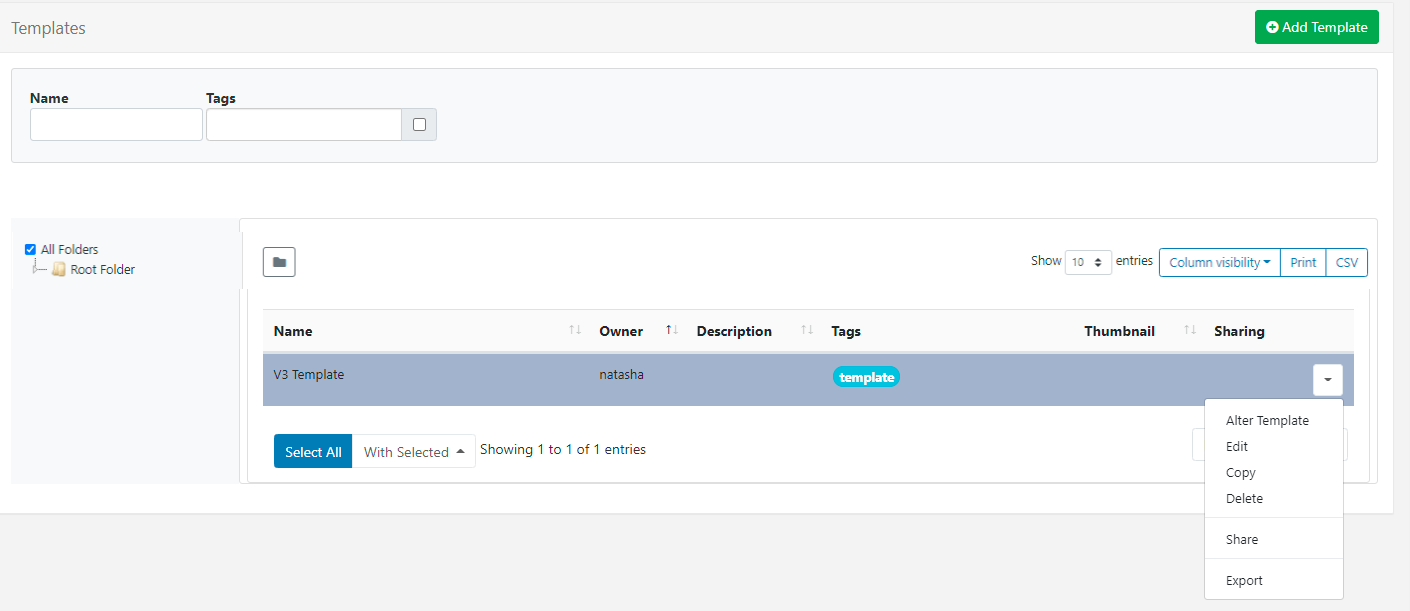 Templates
Add Template
Name Tags
All Folders
Root Folder
Show 10 entries Column visibility Print CSV
Name Owner Description Tags Thumbnail Sharing
V3 Template natasha template
Select All With Selected Showing 1 to 1 of 1 entries
Alter Template
Edit
Copy
Delete
Share
Export